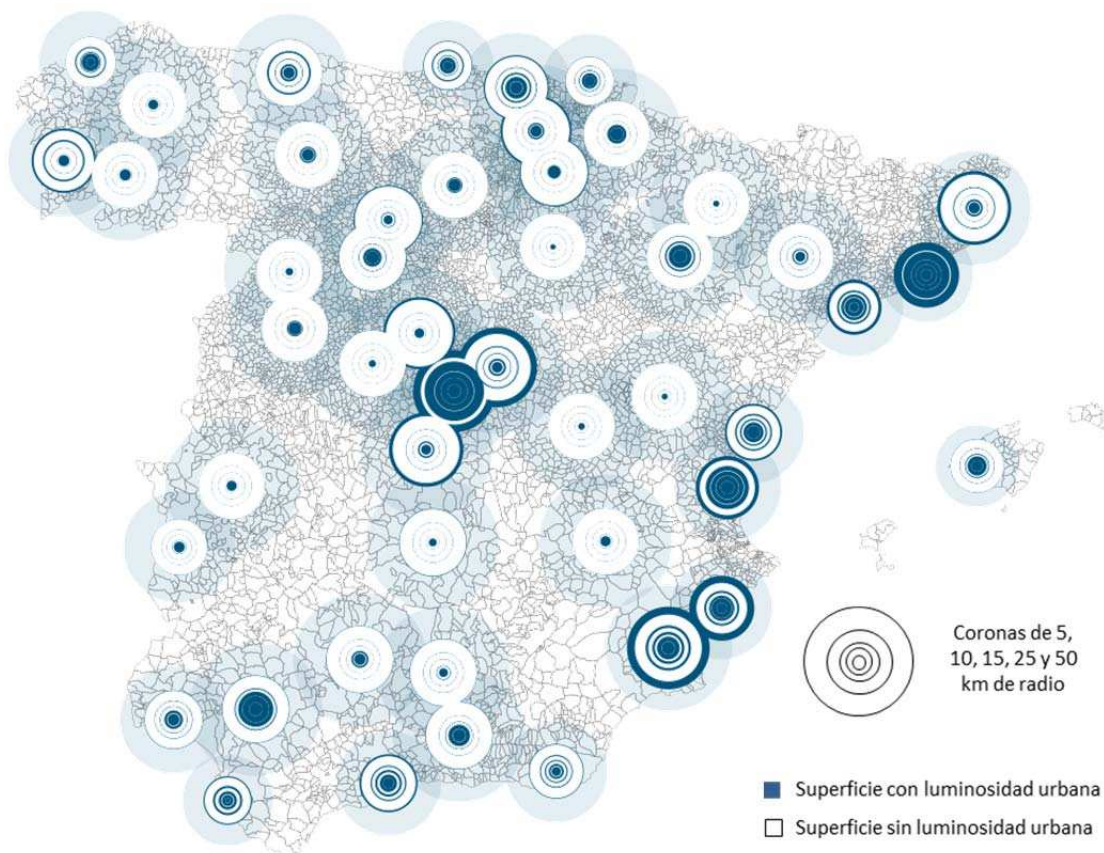 Coronas de 5,
10, 15, 25 y 50
km de radio
Superficie con luminosidad urbana
Superficie sin luminosidad urbana